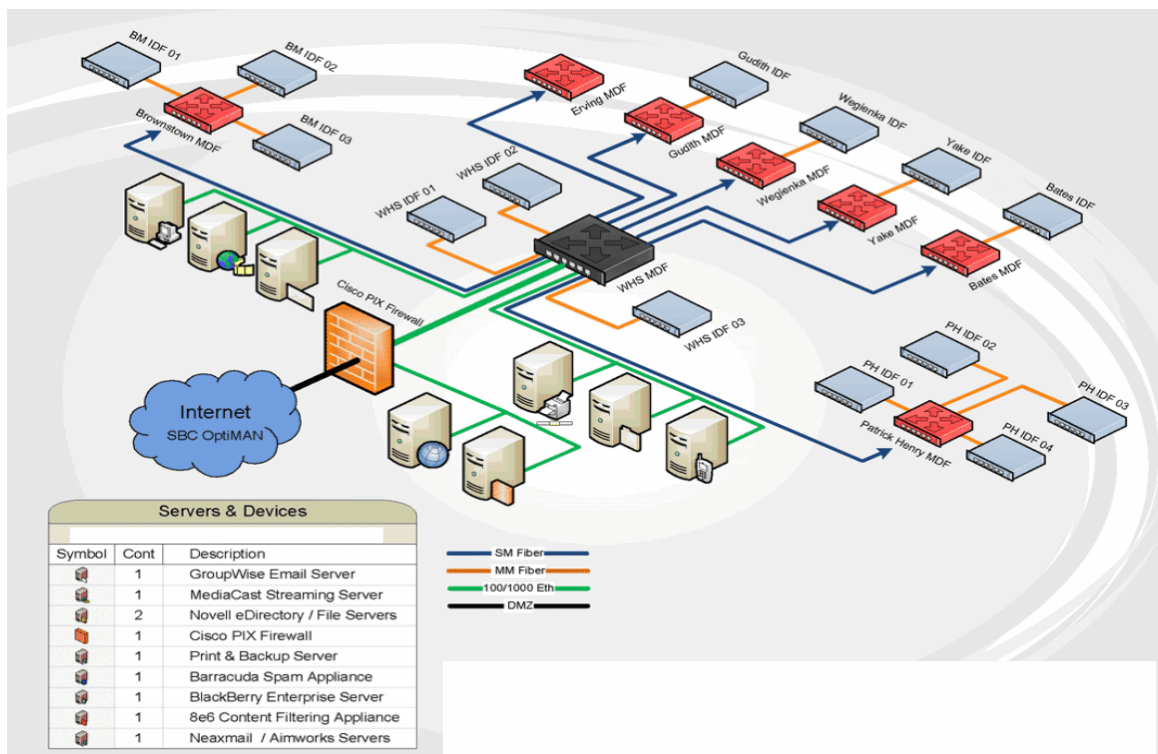 BM IDF 01
BM IDF 02
Brownstown MDF
BM IDF 03
Erving MDF
Gudith IDF
Gudith MDF
Wegienka IDF
Wegienka MDF
Yake IDF
Yake MDF
Bates IDF
Bates MDF
WHS IDF 02
WHS IDF 01
WHS MDF
WHS IDF 03
Cisco PIX Firewall
Internet
SBC OptiMAN
PH IDF 02
PH IDF 01
PH IDF 03
Patrick Henry MDF
PH IDF 04
Servers & Devices
Symbol Cont Description
1 GroupWise Email Server
1 MediaCast Streaming Server
2 Novell eDirectory / File Servers
1 Cisco PIX Firewall
1 Print & Backup Server
1 Barracuda Spam Appliance
1 BlackBerry Enterprise Server
1 8e6 Content Filtering Appliance
1 Neaxmail / Aimworks Servers
SM Fiber
MM Fiber
100/1000 Eth
DMZ